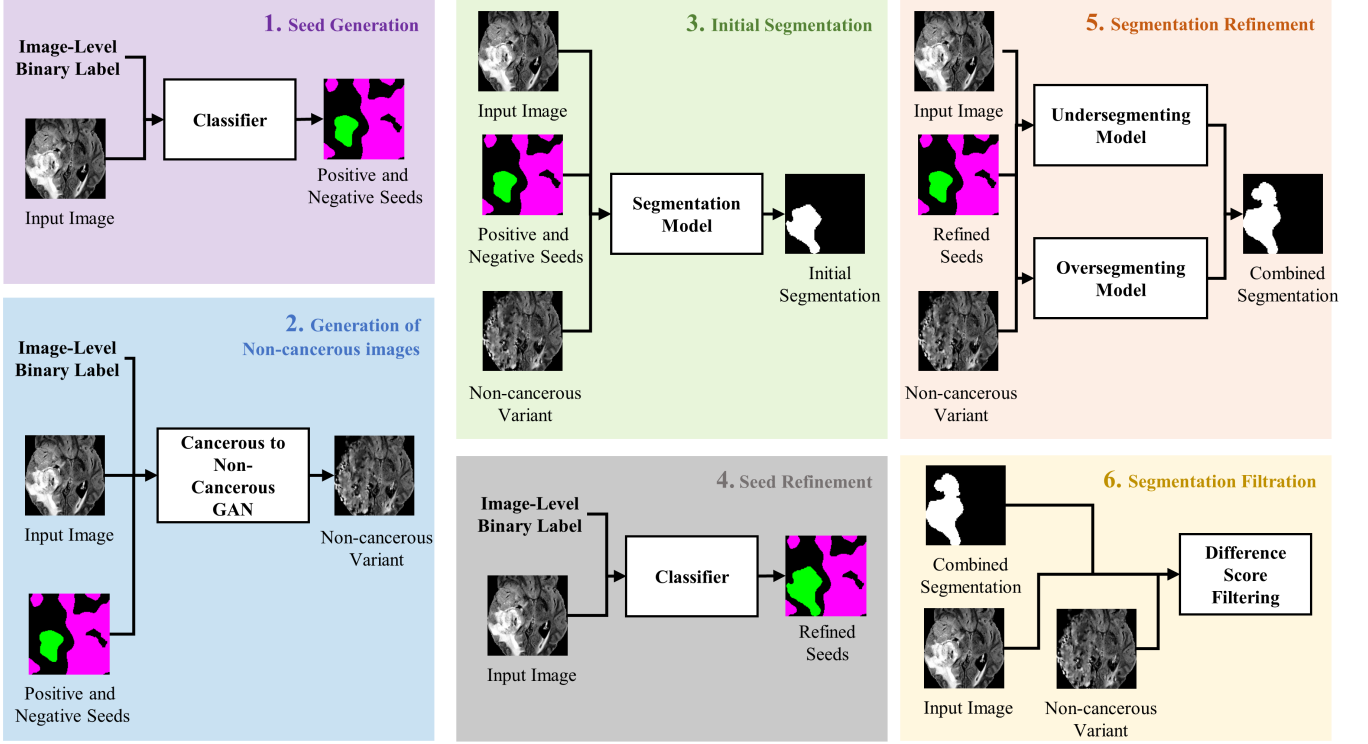 1. Seed Generation
Image-Level
Binary Label
Classifier
Input Image
Positive and
Negative Seeds
2. Generation of
Non-cancerous images
Image-Level
Binary Label
Input Image
Cancerous to
Non-
Cancerous
GAN
Non-cancerous
Variant
Positive and
Negative Seeds
3. Initial Segmentation
Input Image
Positive and
Negative Seeds
Segmentation
Model
Initial
Segmentation
Non-cancerous
Variant
4. Seed Refinement
Image-Level
Binary Label
Classifier
Input Image
Refined
Seeds
5. Segmentation Refinement
Input Image
Undersegmenting
Model
Refined
Seeds
Oversegmenting
Model
Combined
Segmentation
Non-cancerous
Variant
6. Segmentation Filtration
Combined
Segmentation
Difference
Score
Filtering
Input Image
Non-cancerous
Variant